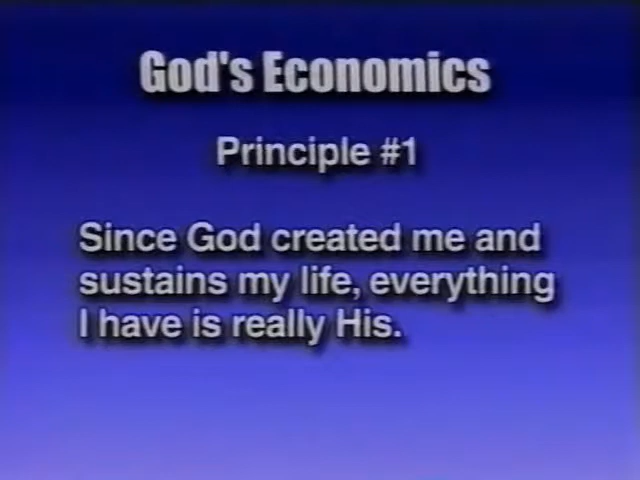 God's Economics
Principle #1
Since God created me and
sustains my life, everything
I have is really His.